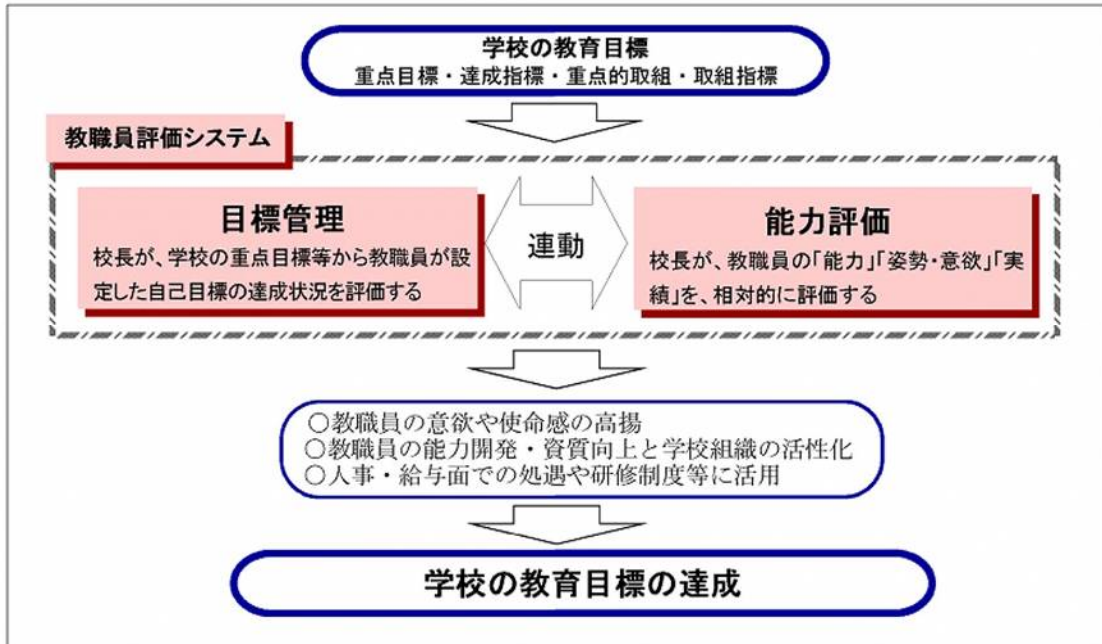 学校の教育目標
重点目標・達成指標・重点的取組・取組指標
教職員評価システム
目標管理
校長が、学校の重点目標等から教職員が設
定した自己目標の達成状況を評価する
連動
能力評価
校長が、教職員の「能力」「姿勢・意欲」「実
績」を、相対的に評価する
○教職員の意欲や使命感の高揚
○教職員の能力開発・資質向上と学校組織の活性化
○人事・給与面での処遇や研修制度等に活用
学校の教育目標の達成